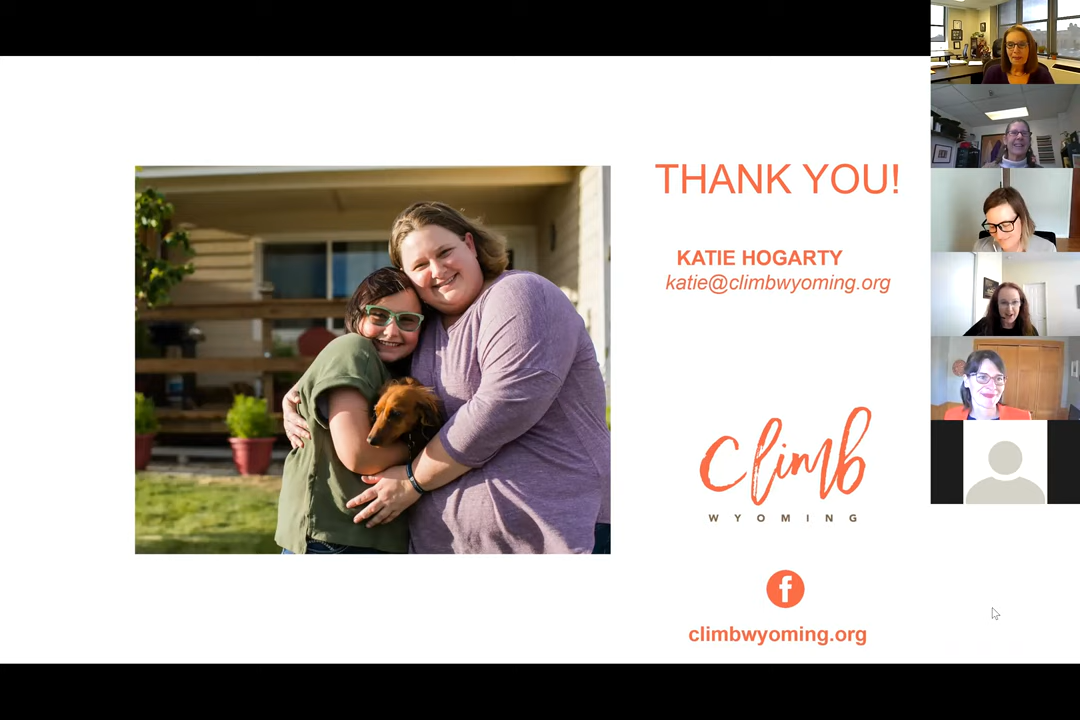 THANK YOU!
KATIE HOGARTY
katie@climbwyoming.org
Climb
WYOMING
f
climbwyoming.org